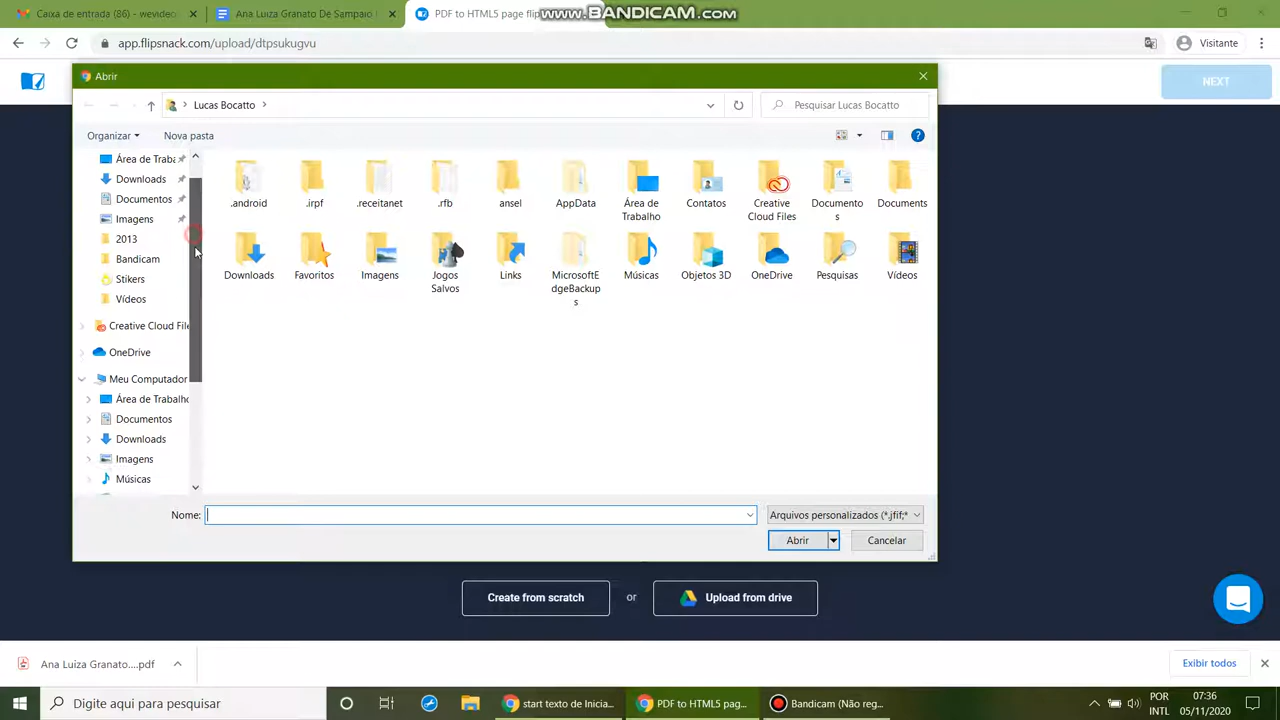 Caixa de entrada (86) - wevideo
Ana Luiza Granato Dé Sampaio
PDF to HTML5 page flip
www.BANDICAM.com
app.flipsnack.com/upload/dtpsukugvu
Visitante
NEXT
Abrir
Lucas Bocatto
Pesquisar Lucas Bocatto
Organizar
Nova pasta
Área de Traba
Downloads
Documentos
Imagens
2013
Bandicam
Stikers
Vídeos
Creative Cloud File
OneDrive
Meu Computador
Área de Trabalho
Documentos
Downloads
Imagens
Músicas
.android
.irpf
.receitanet
.rfb
ansel
AppData
Área de
Trabalho
Contatos
Creative
Cloud Files
Documento
s
Documents
Downloads
Favoritos
Imagens
Jogos
Salvos
Links
MicrosoftE
dgeBackup
s
Músicas
Objetos 3D
OneDrive
Pesquisas
Vídeos
Nome:
Arquivos personalizados (*.jfif;*
Abrir
Cancelar
Create from scratch
or
Upload from drive
Ana Luiza Granato....pdf
Exibir todos
Digite aqui para pesquisar
start texto de Inicia...
PDF to HTML5 pag...
Bandicam (Não reg...
POR
INTL
07:36
05/11/2020